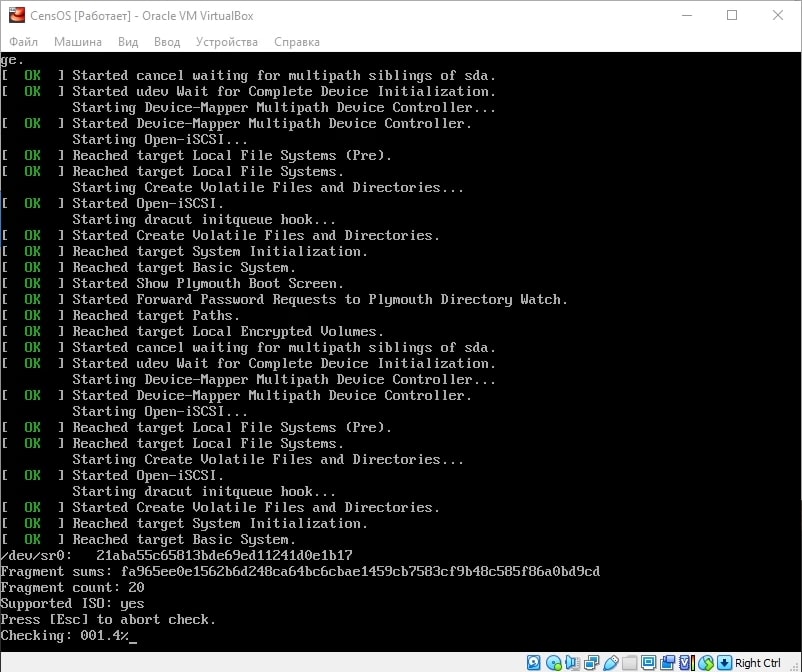 CensOS [Работает] - Oracle VM VirtualBox
Файл Машина Вид Ввод Устройства Справка
ge.
[  OK  ] Started cancel waiting for multipath siblings of sda.
[  OK  ] Started udev Wait for Complete Device Initialization.
         Starting Device-Mapper Multipath Device Controller...
[  OK  ] Started Device-Mapper Multipath Device Controller.
         Starting Open-iSCSI...
[  OK  ] Reached target Local File Systems (Pre).
[  OK  ] Reached target Local File Systems.
         Starting Create Volatile Files and Directories...
[  OK  ] Started Open-iSCSI.
         Starting dracut initqueue hook...
[  OK  ] Started Create Volatile Files and Directories.
[  OK  ] Reached target System Initialization.
[  OK  ] Reached target Basic System.
[  OK  ] Started Show Plymouth Boot Screen.
[  OK  ] Started Forward Password Requests to Plymouth Directory Watch.
[  OK  ] Reached target Paths.
[  OK  ] Reached target Local Encrypted Volumes.
[  OK  ] Started cancel waiting for multipath siblings of sda.
[  OK  ] Started udev Wait for Complete Device Initialization.
         Starting Device-Mapper Multipath Device Controller...
[  OK  ] Started Device-Mapper Multipath Device Controller.
         Starting Open-iSCSI...
[  OK  ] Reached target Local File Systems (Pre).
[  OK  ] Reached target Local File Systems.
         Starting Create Volatile Files and Directories...
[  OK  ] Started Open-iSCSI.
         Starting dracut initqueue hook...
[  OK  ] Started Create Volatile Files and Directories.
[  OK  ] Reached target System Initialization.
[  OK  ] Reached target Basic System.
/dev/sr0:   21aba55c65813bde69ed11241d0e1b17
Fragment sums: fa965ee0e1562b6d248ca64bc6cbae1459cb7583cf9b48c585f86a0bd9cd
Fragment count: 20
Supported ISO: yes
Press [Esc] to abort check.
Checking: 001.4%_
Right Ctrl